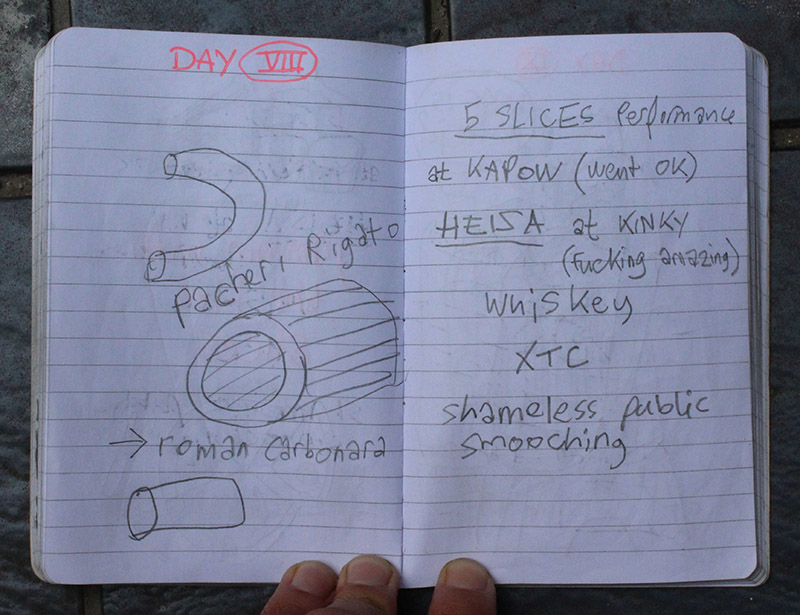 DAY VIII
pacheri Rigato
→ roman carbonara
5 SLICES performance
at KAPOW (went OK)
HEISA at KINKY
(fucking amazing)
whiskey
XTC
shameless public
smooching